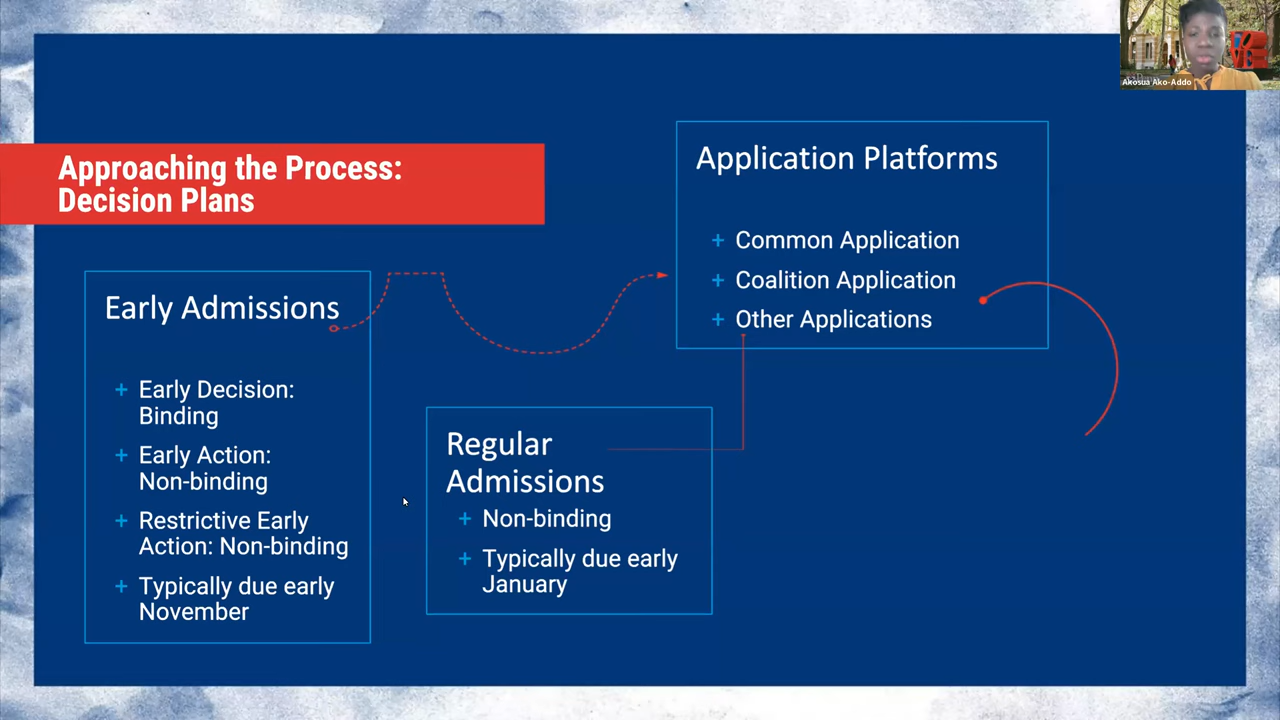 Akosua Ako-Addo
Approaching the Process:
Decision Plans
Early Admissions
+ Early Decision:
Binding
+ Early Action:
Non-binding
+ Restrictive Early
Action: Non-binding
+ Typically due early
November
Regular
Admissions
+ Non-binding
+ Typically due early
January
Application Platforms
+ Common Application
+ Coalition Application
+ Other Applications